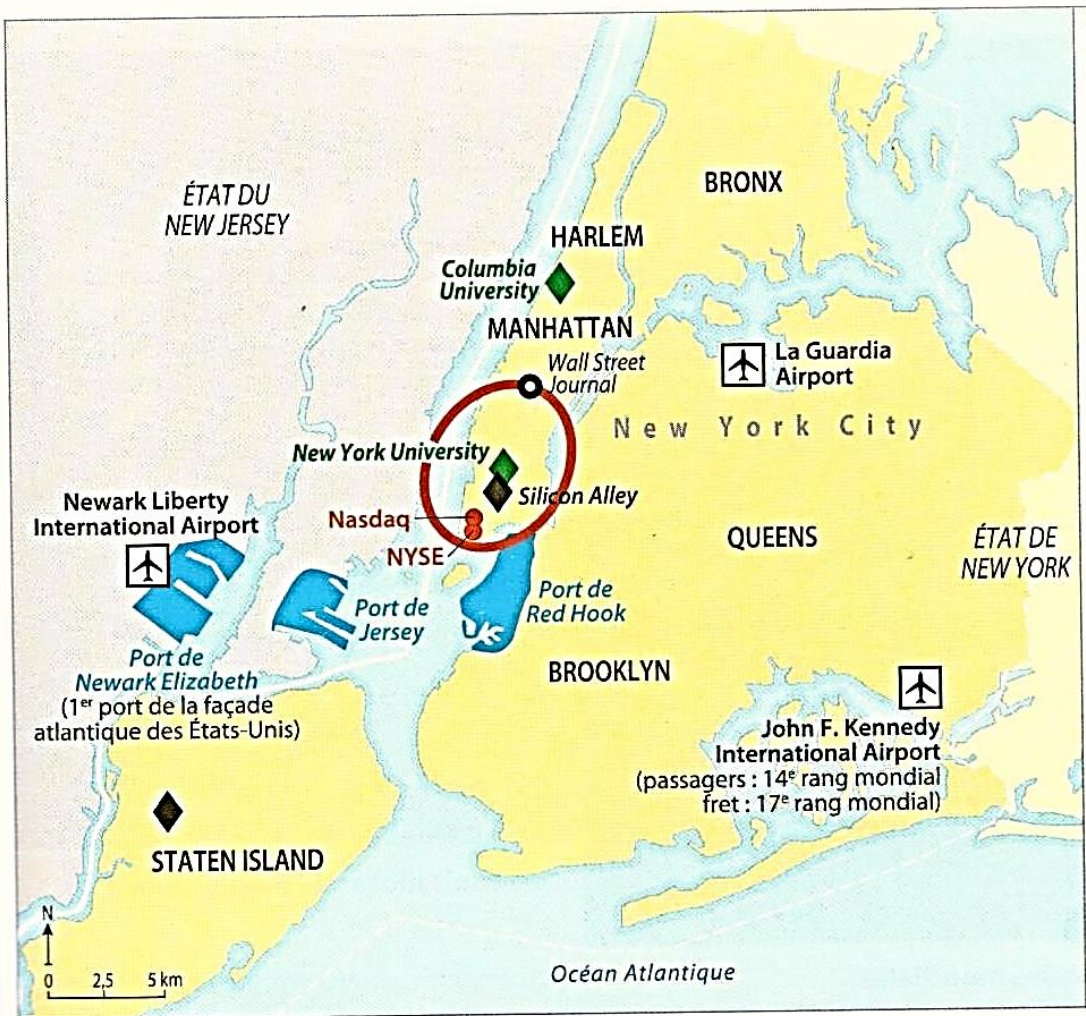 ÉTAT DU
NEW JERSEY
BRONX
HARLEM
Columbia
University
MANHATTAN
Wall Street
Journal
La Guardia
Airport
New York City
New York University
Silicon Alley
Newark Liberty
International Airport
Nasdaq
NYSE
QUEENS
ÉTAT DE
NEW YORK
Port de
Jersey
Port de
Red Hook
Port de
Newark Elizabeth
(1er port de la façade
atlantique des États-Unis)
BROOKLYN
John F. Kennedy
International Airport
(passagers : 14e rang mondial
fret : 17e rang mondial)
STATEN ISLAND
N
0 2,5 5 km
Océan Atlantique